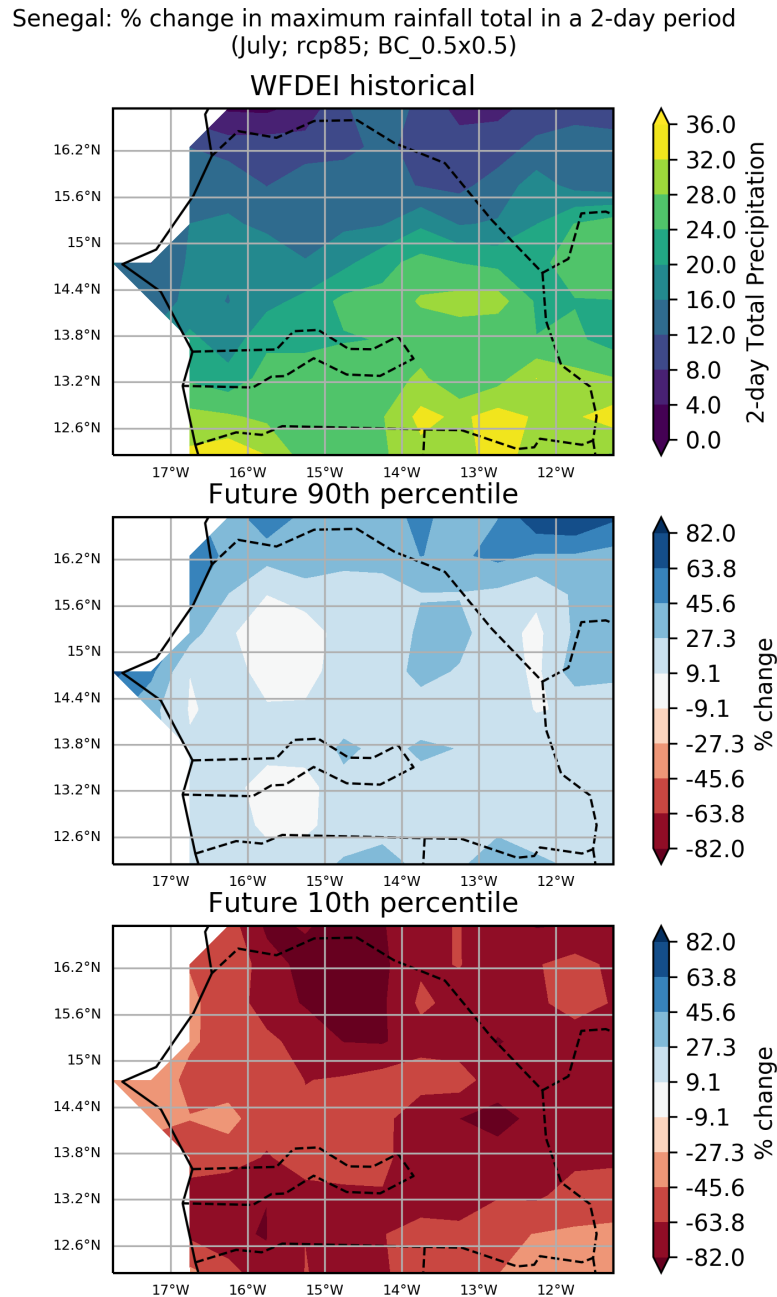 Senegal: % change in maximum rainfall total in a 2-day period
(July; rcp85; BC_0.5x0.5)
WFDEI historical
16.2°N
15.6°N
15°N
14.4°N
13.8°N
13.2°N
12.6°N
17°W 16°W 15°W 14°W 13°W 12°W
36.0
32.0
28.0
24.0
20.0
16.0
12.0
8.0
4.0
0.0
2-day Total Precipitation
Future 90th percentile
16.2°N
15.6°N
15°N
14.4°N
13.8°N
13.2°N
12.6°N
17°W 16°W 15°W 14°W 13°W 12°W
82.0
63.8
45.6
27.3
9.1
-9.1
-27.3
-45.6
-63.8
-82.0
% change
Future 10th percentile
16.2°N
15.6°N
15°N
14.4°N
13.8°N
13.2°N
12.6°N
17°W 16°W 15°W 14°W 13°W 12°W
82.0
63.8
45.6
27.3
9.1
-9.1
-27.3
-45.6
-63.8
-82.0
% change